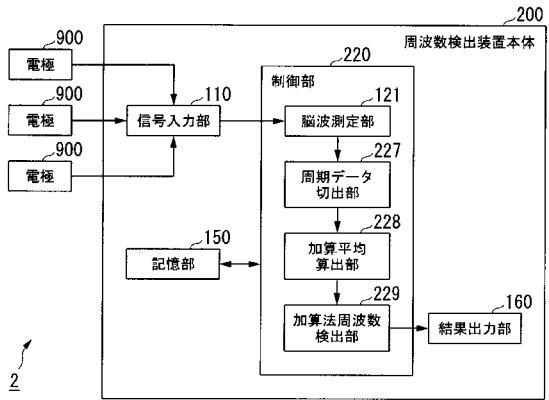 200
周波数検出装置本体
900
電極
900
電極
900
電極
110
信号入力部
220
制御部
121
脳波測定部
227
周期データ
切出部
228
加算平均
算出部
150
記憶部
229
加算法周波数
検出部
160
結果出力部
2